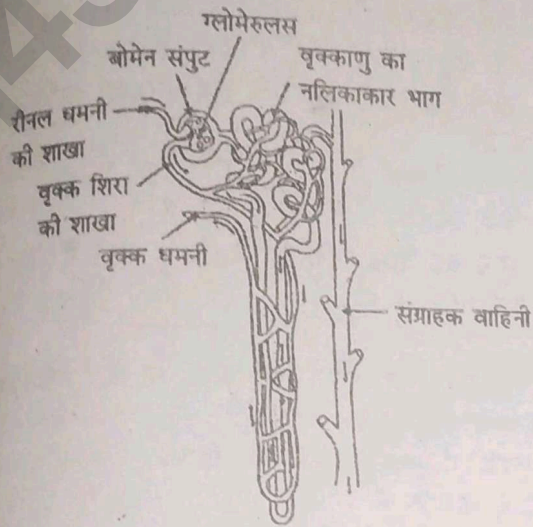 ग्लोमेरुलस
बोमेन संपुट
वृक्काणु का
नलिकाकार भाग
रीनल धमनी
की शाखा
वृक्क शिरा
की शाखा
वृक्क धमनी
संग्राहक वाहिनी